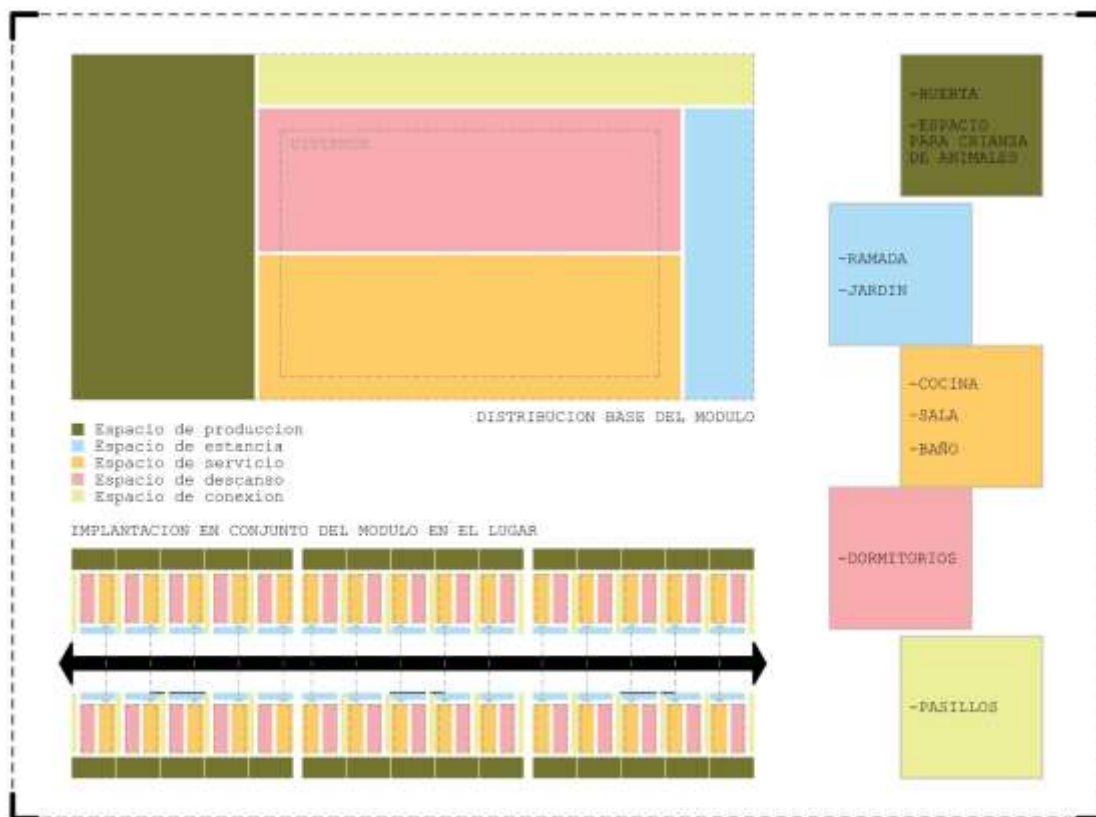 VIVIENDA
DISTRIBUCION BASE DEL MODULO
Espacio de produccion
Espacio de estancia
Espacio de servicio
Espacio de descanso
Espacio de conexion
IMPLANTACION EN CONJUNTO DEL MODULO EN EL LUGAR
-HUERTA
-ESPACIO
PARA CRIANZA
DE ANIMALES
-RAMADA
-JARDIN
-COCINA
-SALA
-BAÑO
-DORMITORIOS
-PASILLOS